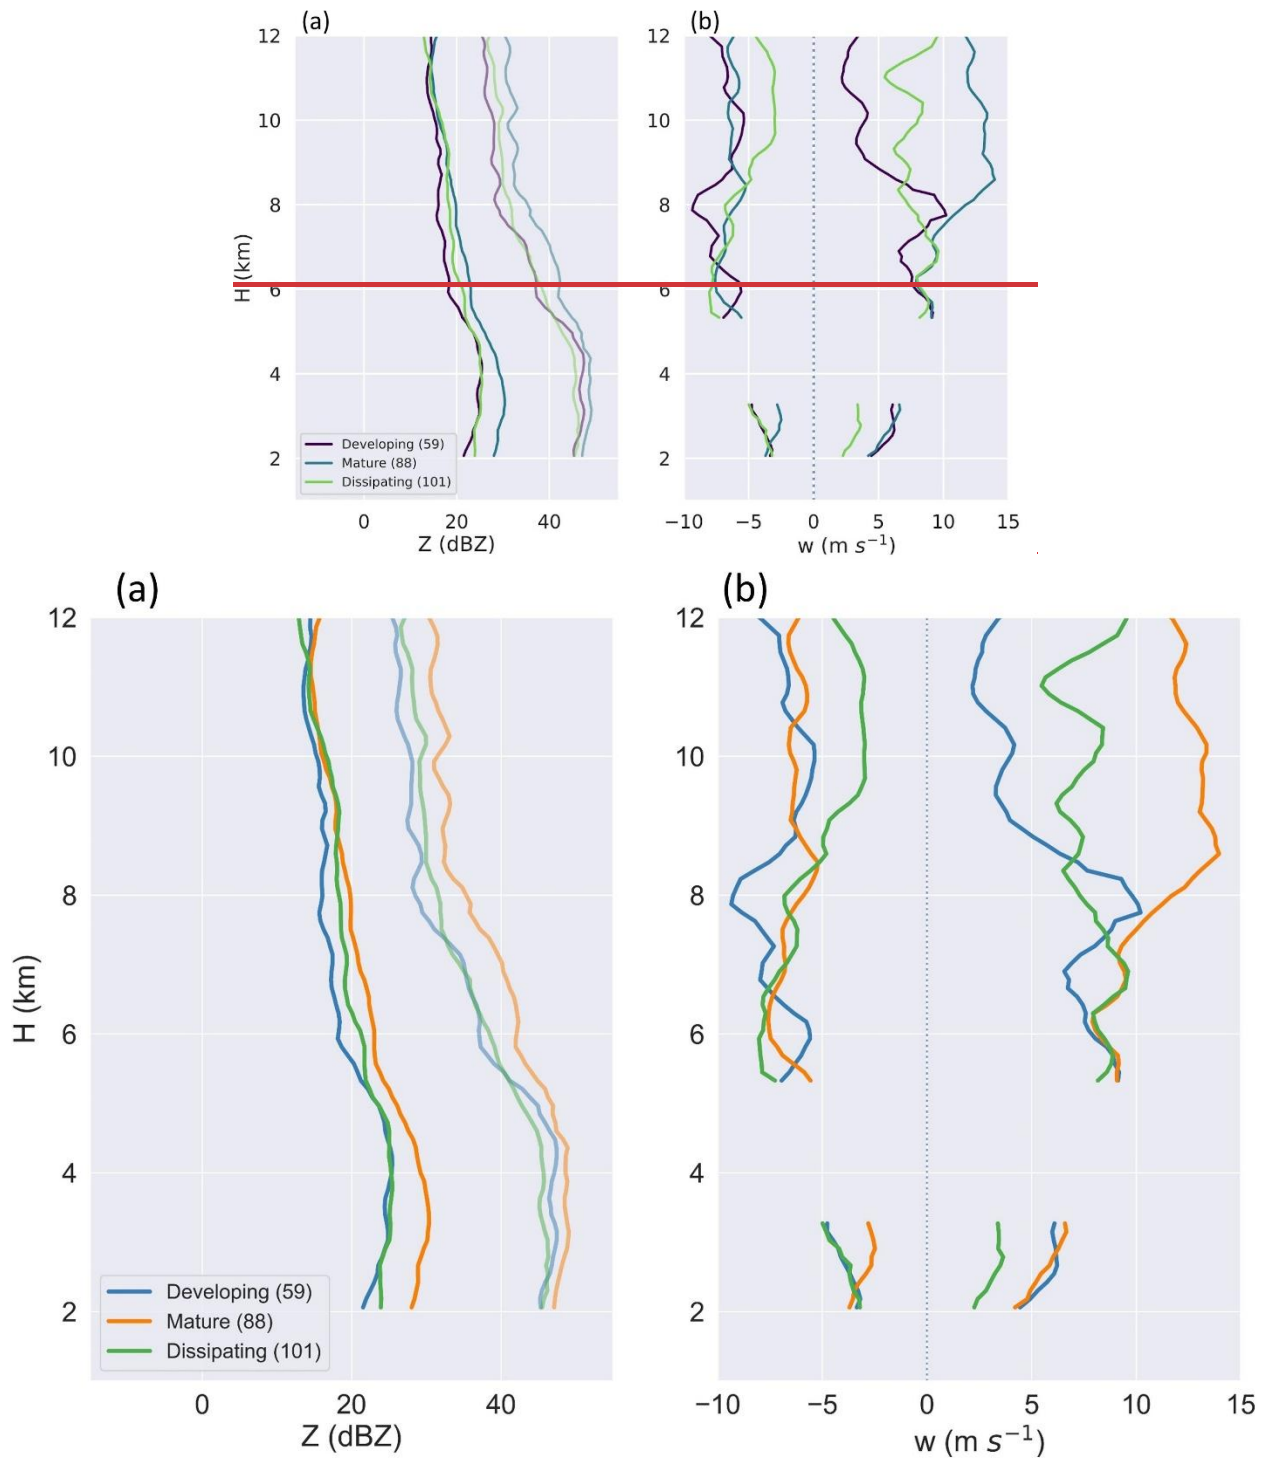 (a) (b)
12 12
10 10
8 8
H (km)
6 6
4 4
Developing (59)
Mature (88)
Dissipating (101)
2 2
0 20 40 −10 −5 0 5 10 15
Z (dBZ) w (m s⁻¹)
(a) (b)
12 12
10 10
8 8
H (km)
6 6
4 4
Developing (59)
Mature (88)
Dissipating (101)
2 2
0 20 40 −10 −5 0 5 10 15
Z (dBZ) w (m s⁻¹)